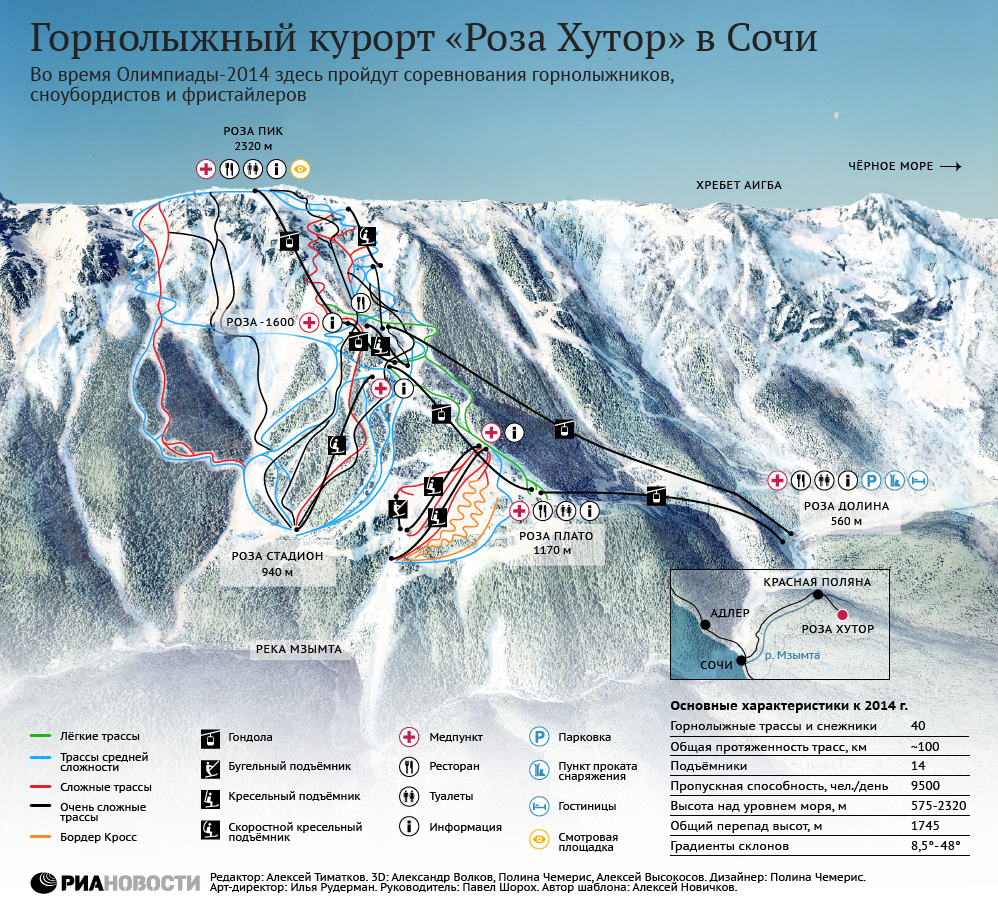 Горнолыжный курорт «Роза Хутор» в Сочи
Во время Олимпиады-2014 здесь пройдут соревнования горнолыжников,
сноубордистов и фристайлеров
РОЗА ПИК
2320 м
ЧЁРНОЕ МОРЕ
ХРЕБЕТ АИГБА
РОЗА -1600
РОЗА ДОЛИНА
560 м
РОЗА ПЛАТО
1170 м
РОЗА СТАДИОН
940 м
РЕКА МЗЫМТА
КРАСНАЯ ПОЛЯНА
АДЛЕР
РОЗА ХУТОР
р. Мзымта
СОЧИ
Лёгкие трассы
Трассы средней
сложности
Сложные трассы
Очень сложные
трассы
Бордер Кросс
Гондола
Бугельный подъёмник
Кресельный подъёмник
Скоростной кресельный
подъёмник
Медпункт
Ресторан
Туалеты
Информация
P Парковка
Пункт проката
снаряжения
Гостиницы
Смотровая
площадка
Основные характеристики к 2014 г.
Горнолыжные трассы и снежники 40
Общая протяженность трасс, км ~100
Подъёмники 14
Пропускная способность, чел./день 9500
Высота над уровнем моря, м 575-2320
Общий перепад высот, м 1745
Градиенты склонов 8,5°- 48°
РИАНОВОСТИ
Редактор: Алексей Тиматков. 3D: Александр Волков, Полина Чемерис, Алексей Высокосов. Дизайнер: Полина Чемерис.
Арт-директор: Илья Рудерман. Руководитель: Павел Шорох. Автор шаблона: Алексей Новичков.